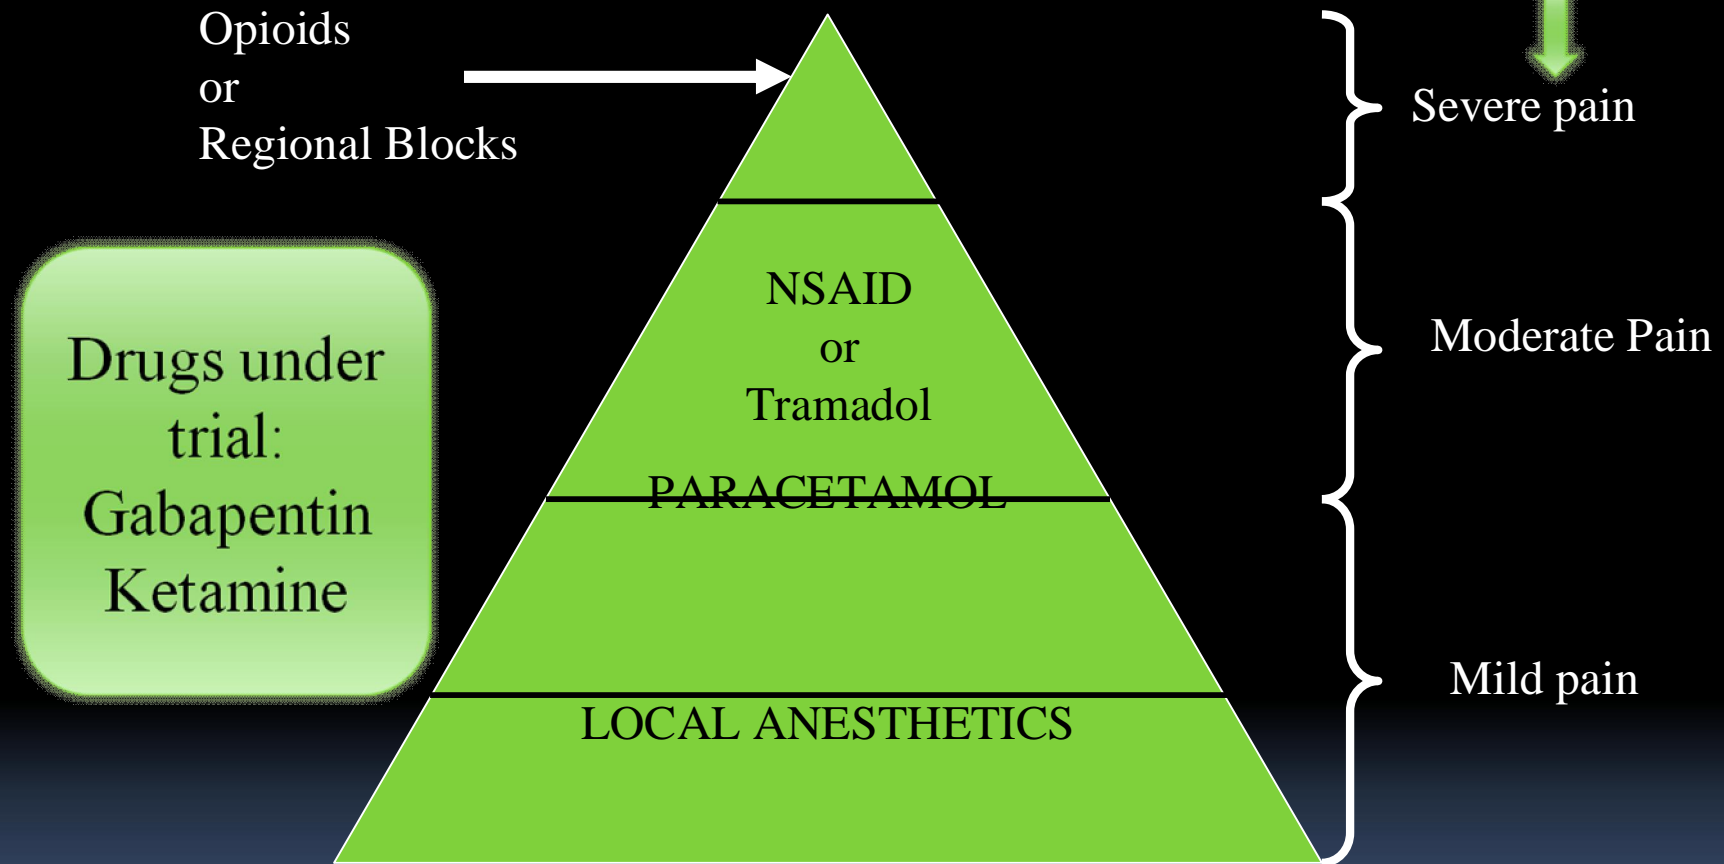 Opioids
or
Regional Blocks
Severe pain
NSAID
or
Tramadol
Moderate Pain
Drugs under
trial:
Gabapentin
Ketamine
PARACETAMOL
Mild pain
LOCAL ANESTHETICS